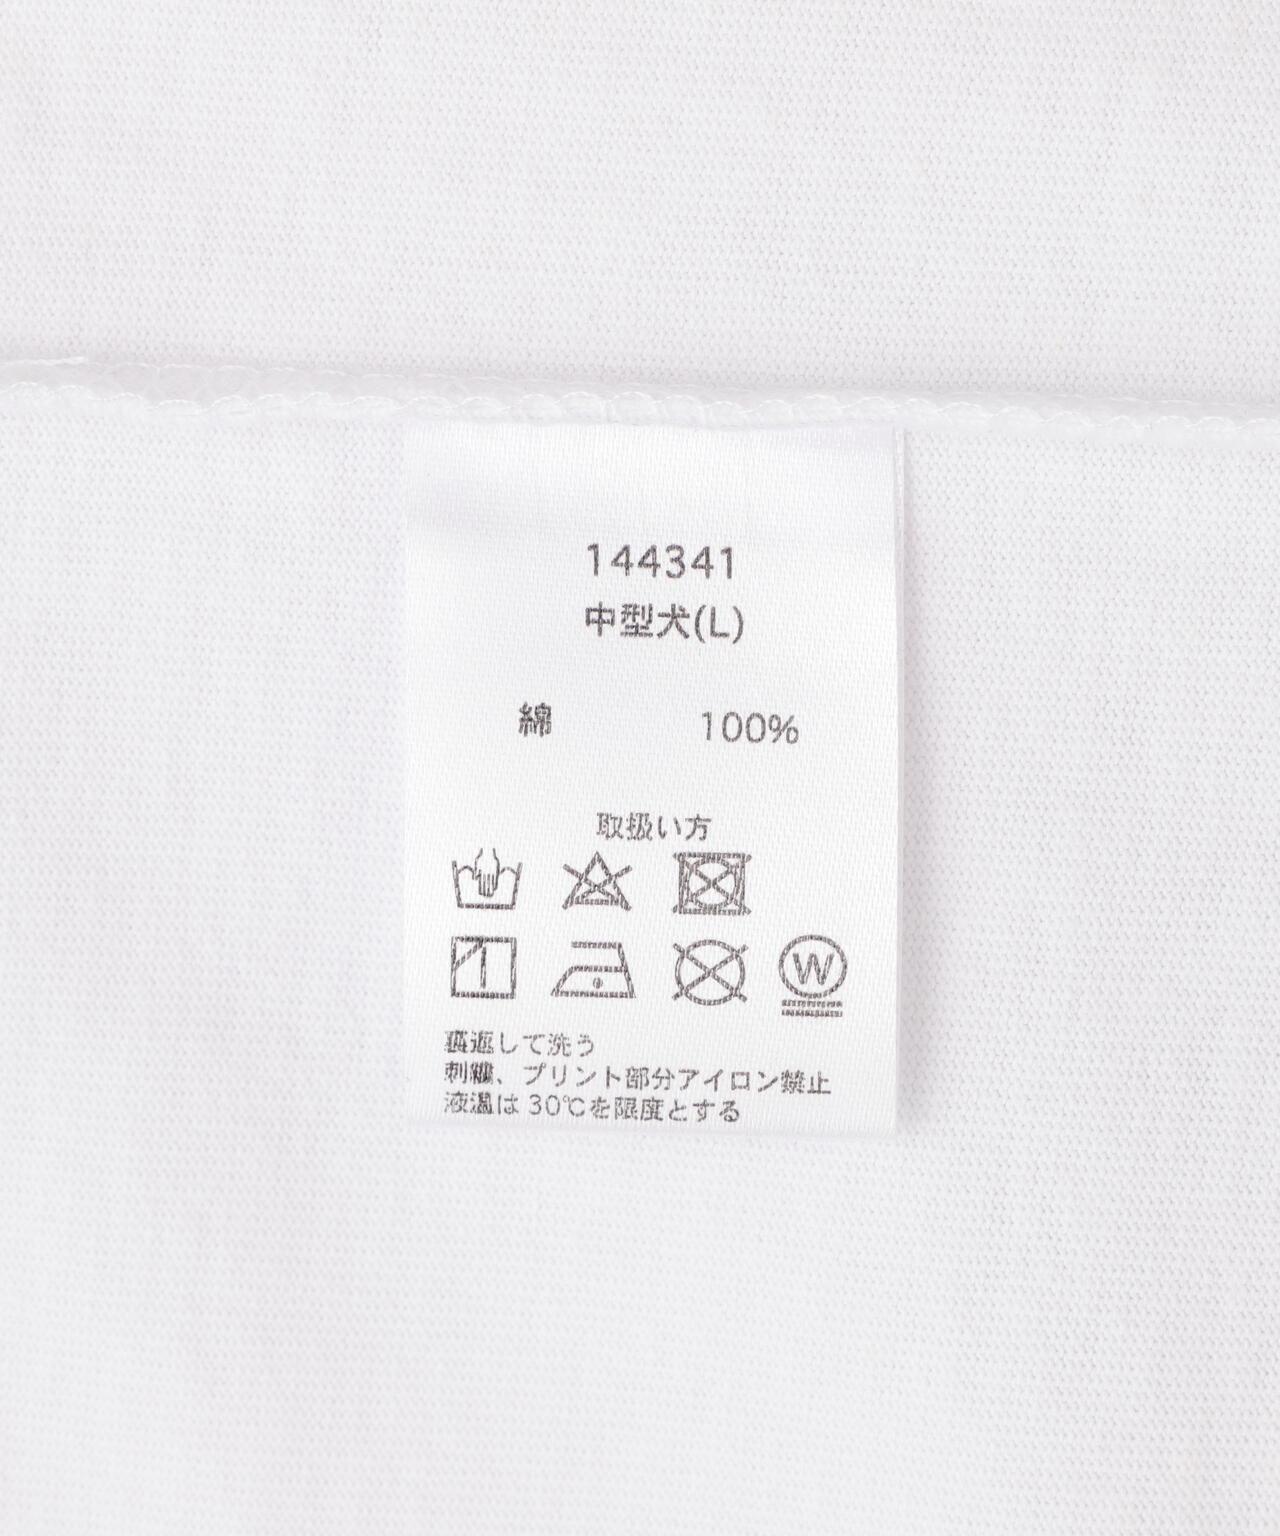 144341
中型犬(L)
綿 100%
取扱い方
W
裏返して洗う
刺繍、プリント部分アイロン禁止
液温は30℃を限度とする